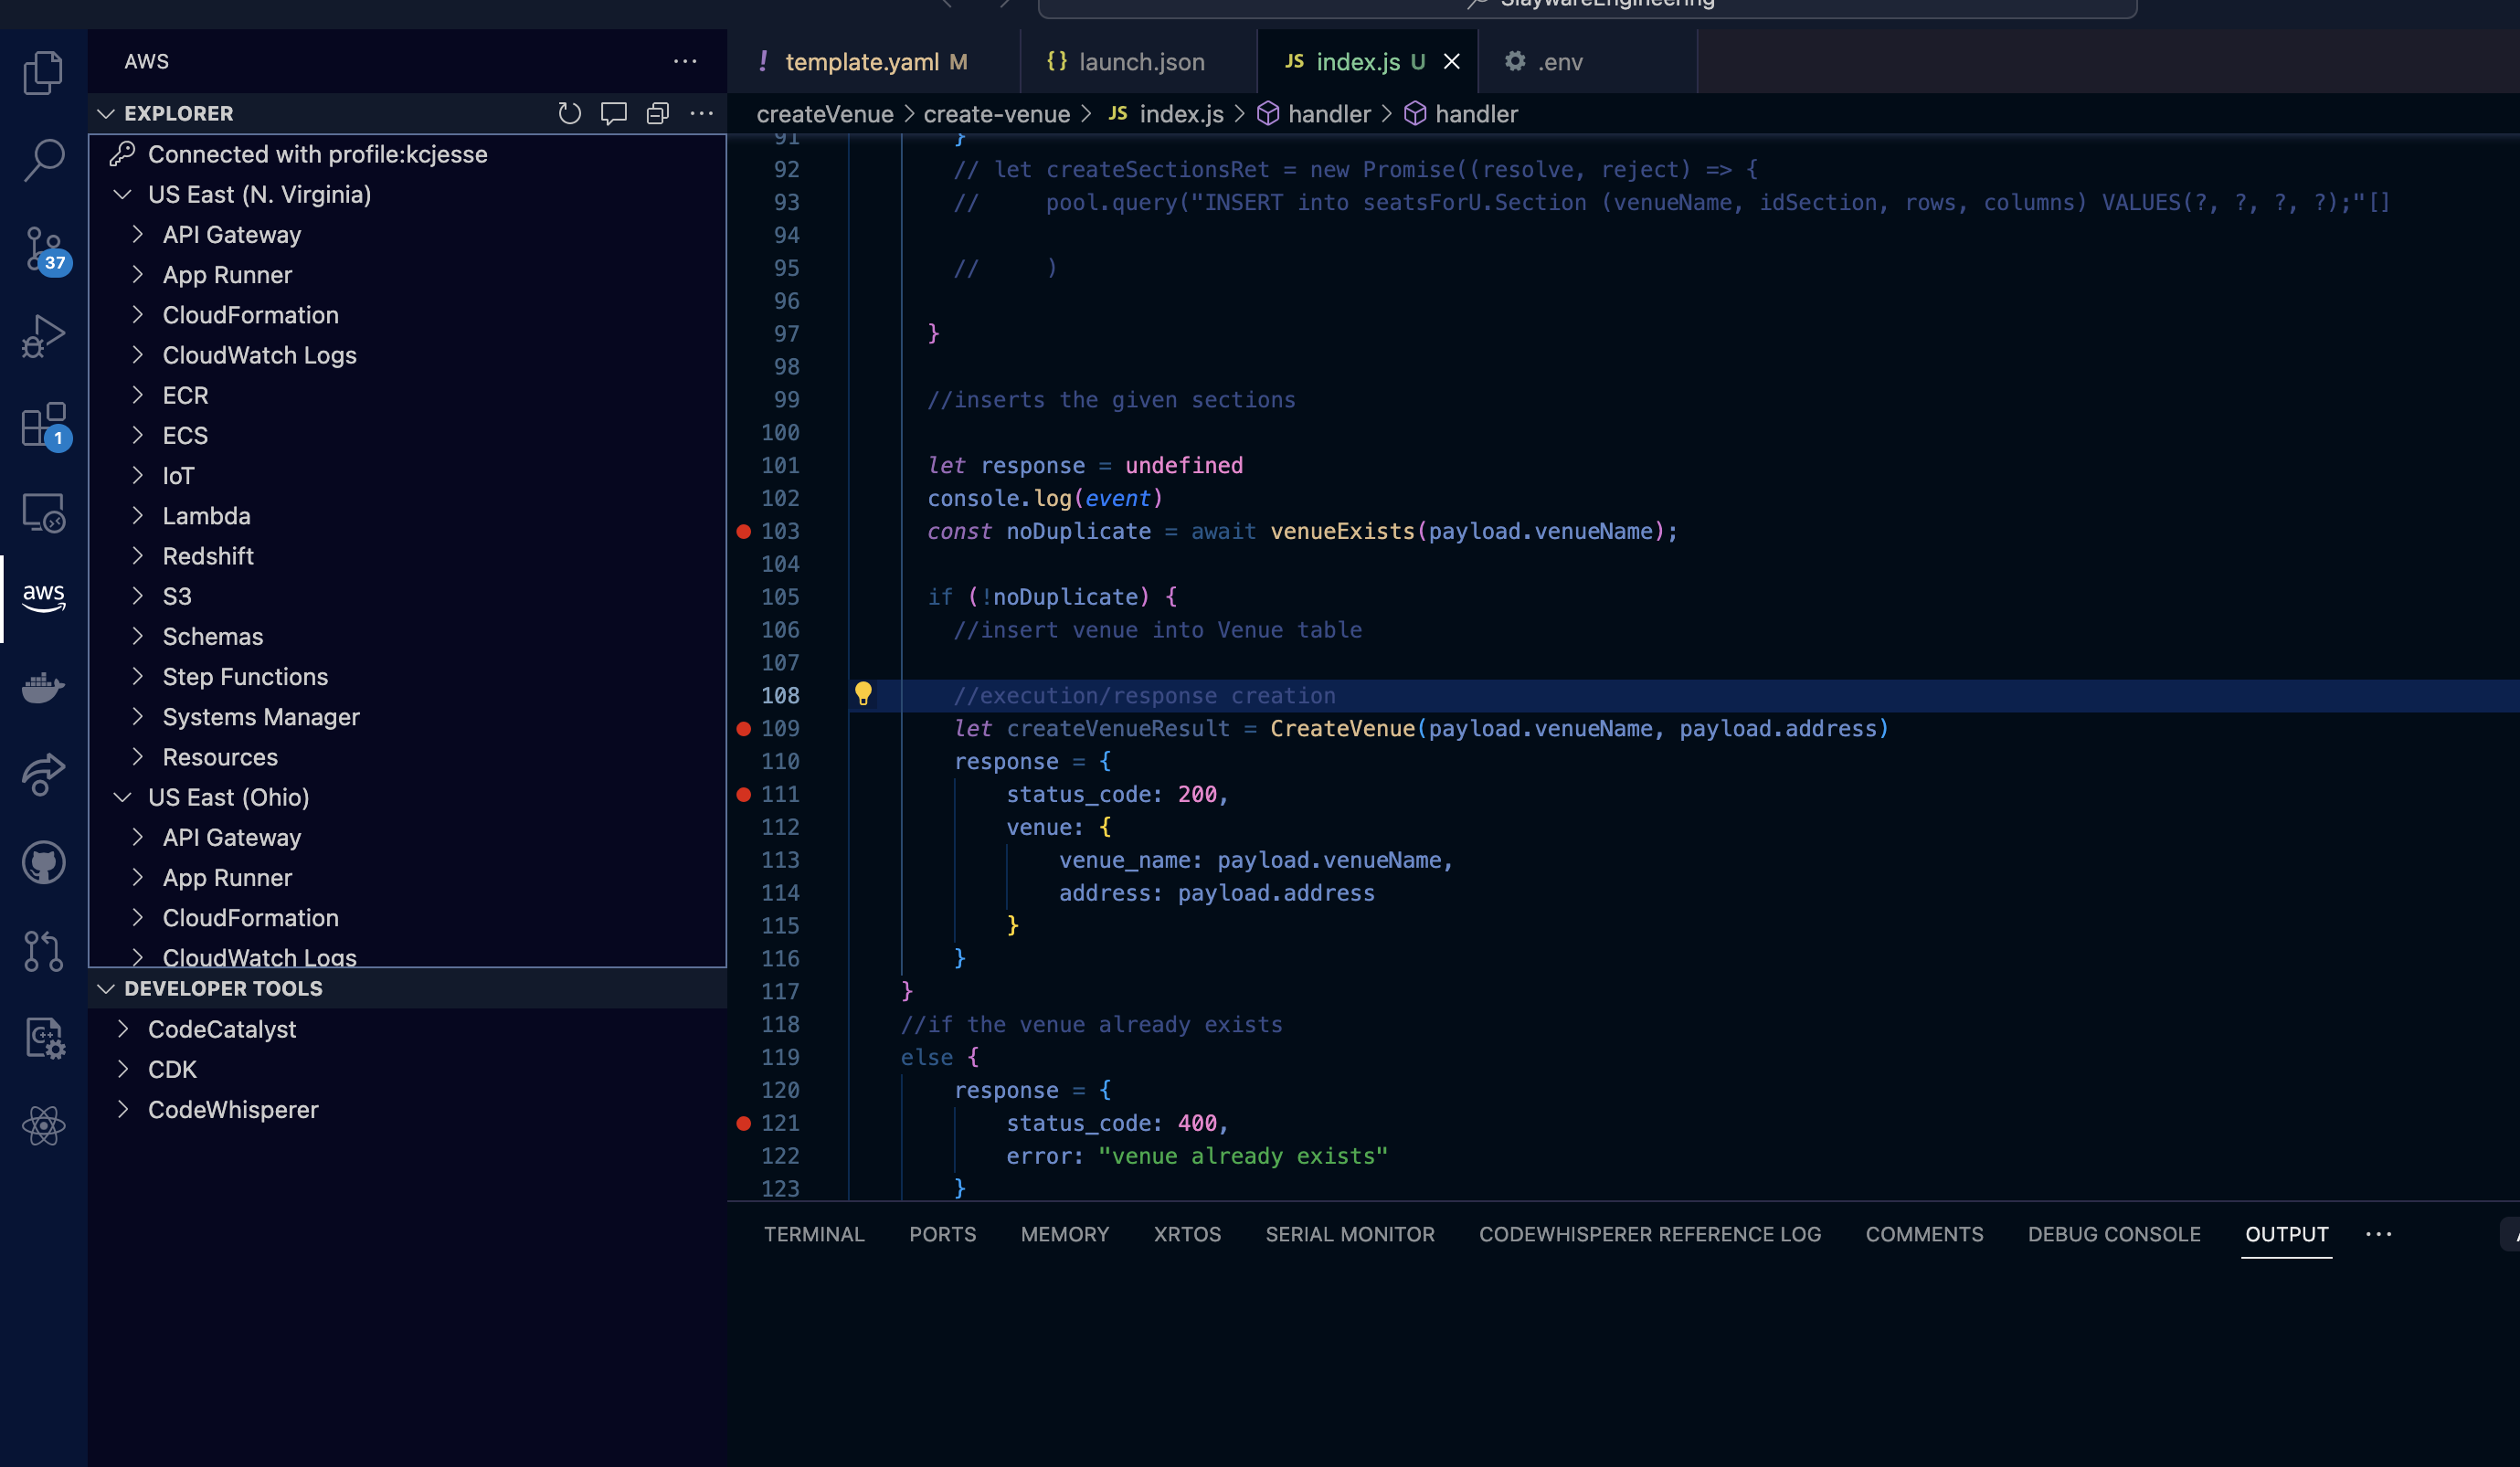 SlaywareEngineering
AWS
EXPLORER
Connected with profile:kcjesse
US East (N. Virginia)
API Gateway
App Runner
CloudFormation
CloudWatch Logs
ECR
ECS
IoT
Lambda
Redshift
S3
Schemas
Step Functions
Systems Manager
Resources
US East (Ohio)
API Gateway
App Runner
CloudFormation
CloudWatch Logs
DEVELOPER TOOLS
CodeCatalyst
CDK
CodeWhisperer
37
1
aws
C++
! template.yaml M
{} launch.json
JS index.js U
.env
createVenue > create-venue > JS index.js > handler > handler
91 }
92 // let createSectionsRet = new Promise((resolve, reject) => {
93 //     pool.query("INSERT into seatsForU.Section (venueName, idSection, rows, columns) VALUES(?, ?, ?, ?);"[]
94
95 //     )
96
97 }
98
99 //inserts the given sections
100
101 let response = undefined
102 console.log(event)
103 const noDuplicate = await venueExists(payload.venueName);
104
105 if (!noDuplicate) {
106 //insert venue into Venue table
107
108 //execution/response creation
109 let createVenueResult = CreateVenue(payload.venueName, payload.address)
110 response = {
111 status_code: 200,
112 venue: {
113 venue_name: payload.venueName,
114 address: payload.address
115 }
116 }
117 }
118 //if the venue already exists
119 else {
120 response = {
121 status_code: 400,
122 error: "venue already exists"
123 }
TERMINAL PORTS MEMORY XRTOS SERIAL MONITOR CODEWHISPERER REFERENCE LOG COMMENTS DEBUG CONSOLE OUTPUT